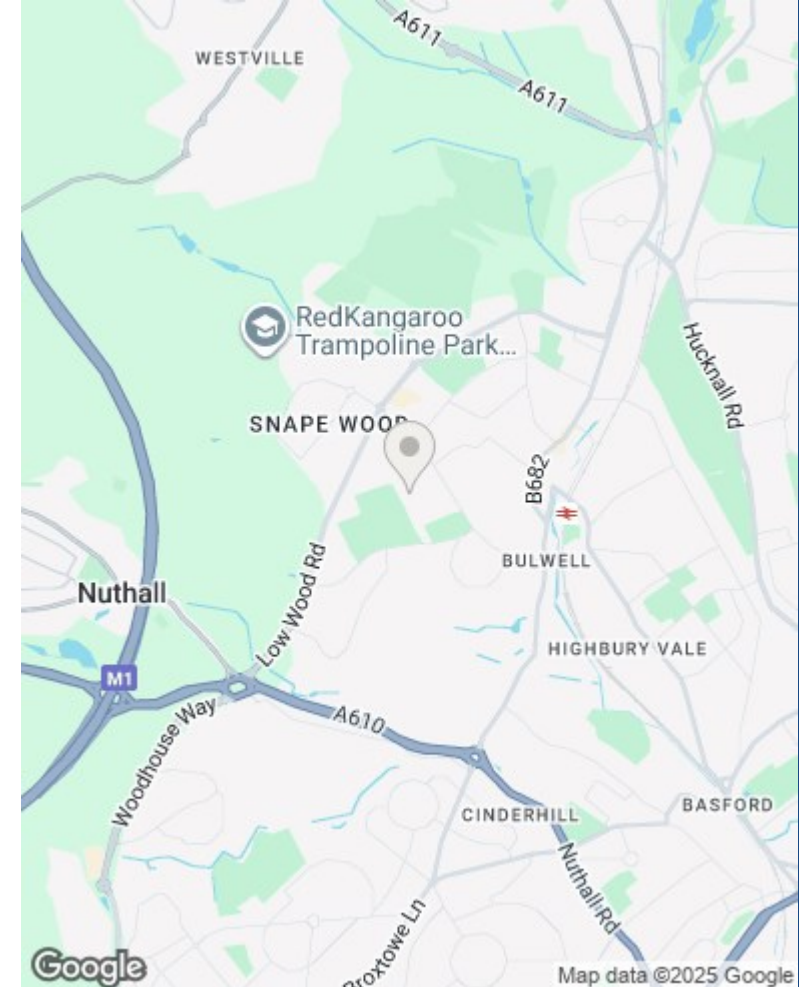 A611
WESTVILLE
A611
RedKangaroo
Trampoline Park...
Hucknall Rd
SNAPE WOOD
B682
BULWELL
Low Wood Rd
Nuthall
HIGHBURY VALE
M1
A610
Woodhouse Way
CINDERHILL
BASFORD
Nuthall Rd
Broxtowe Ln
Google
Map data ©2025 Google